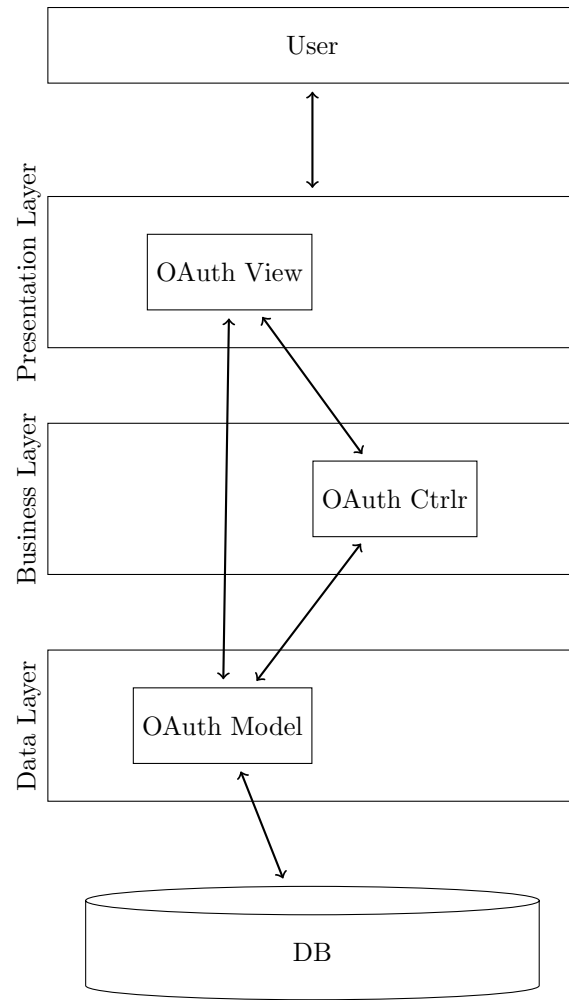 User
Presentation Layer
OAuth View
Business Layer
OAuth Ctrlr
Data Layer
OAuth Model
DB